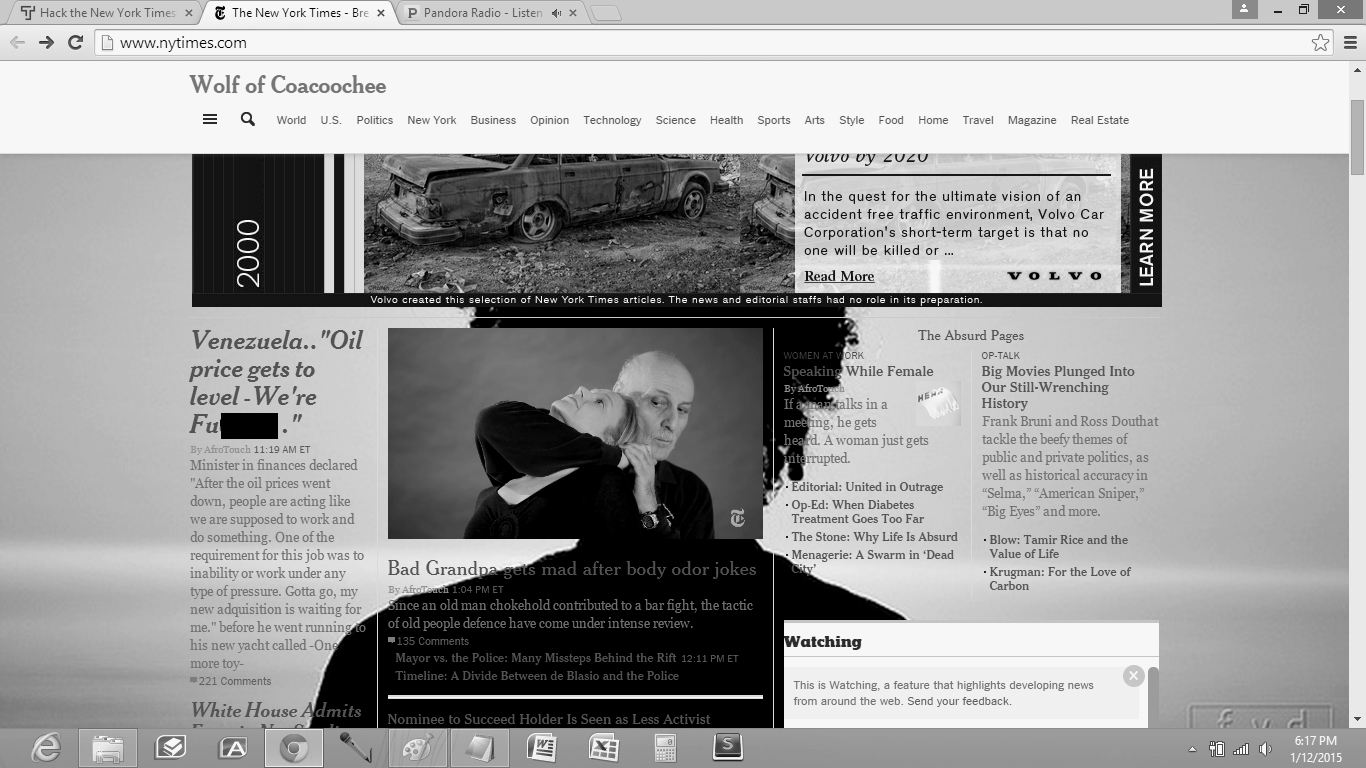 Hack the New York Times
The New York Times - Bre
Pandora Radio - Listen
www.nytimes.com
Wolf of Coacoochee
World U.S. Politics New York Business Opinion Technology Science Health Sports Arts Style Food Home Travel Magazine Real Estate
2000
Volvo by 2020
In the quest for the ultimate vision of an
accident free traffic environment, Volvo Car
Corporation's short-term target is that no
one will be killed or ...
Read More
VOLVO
LEARN MORE
Volvo created this selection of New York Times articles. The news and editorial staffs had no role in its preparation.
Venezuela.."Oil
price gets to
level -We're
Fu ."
By AfroTouch 11:19 AM ET
Minister in finances declared
"After the oil prices went
down, people are acting like
we are supposed to work and
do something. One of the
requirement for this job was to
inability or work under any
type of pressure. Gotta go, my
new adquisition is waiting for
me." before he went running to
his new yacht called -One
more toy-
221 Comments
White House Admits
Bad Grandpa gets mad after body odor jokes
By AfroTouch 1:04 PM ET
Since an old man chokehold contributed to a bar fight, the tactic
of old people defence have come under intense review.
135 Comments
Mayor vs. the Police: Many Missteps Behind the Rift 12:11 PM ET
Timeline: A Divide Between de Blasio and the Police
Nominee to Succeed Holder Is Seen as Less Activist
The Absurd Pages
WOMEN AT WORK
Speaking While Female
By AfroTouch
If a man talks in a
meeting, he gets
heard. A woman just gets
interrupted.
· Editorial: United in Outrage
· Op-Ed: When Diabetes
Treatment Goes Too Far
· The Stone: Why Life Is Absurd
· Menagerie: A Swarm in ‘Dead
City’
OP-TALK
Big Movies Plunged Into
Our Still-Wrenching
History
Frank Bruni and Ross Douthat
tackle the beefy themes of
public and private politics, as
well as historical accuracy in
“Selma,” “American Sniper,”
“Big Eyes” and more.
· Blow: Tamir Rice and the
Value of Life
· Krugman: For the Love of
Carbon
Watching
This is Watching, a feature that highlights developing news
from around the web. Send your feedback.
6:17 PM
1/12/2015